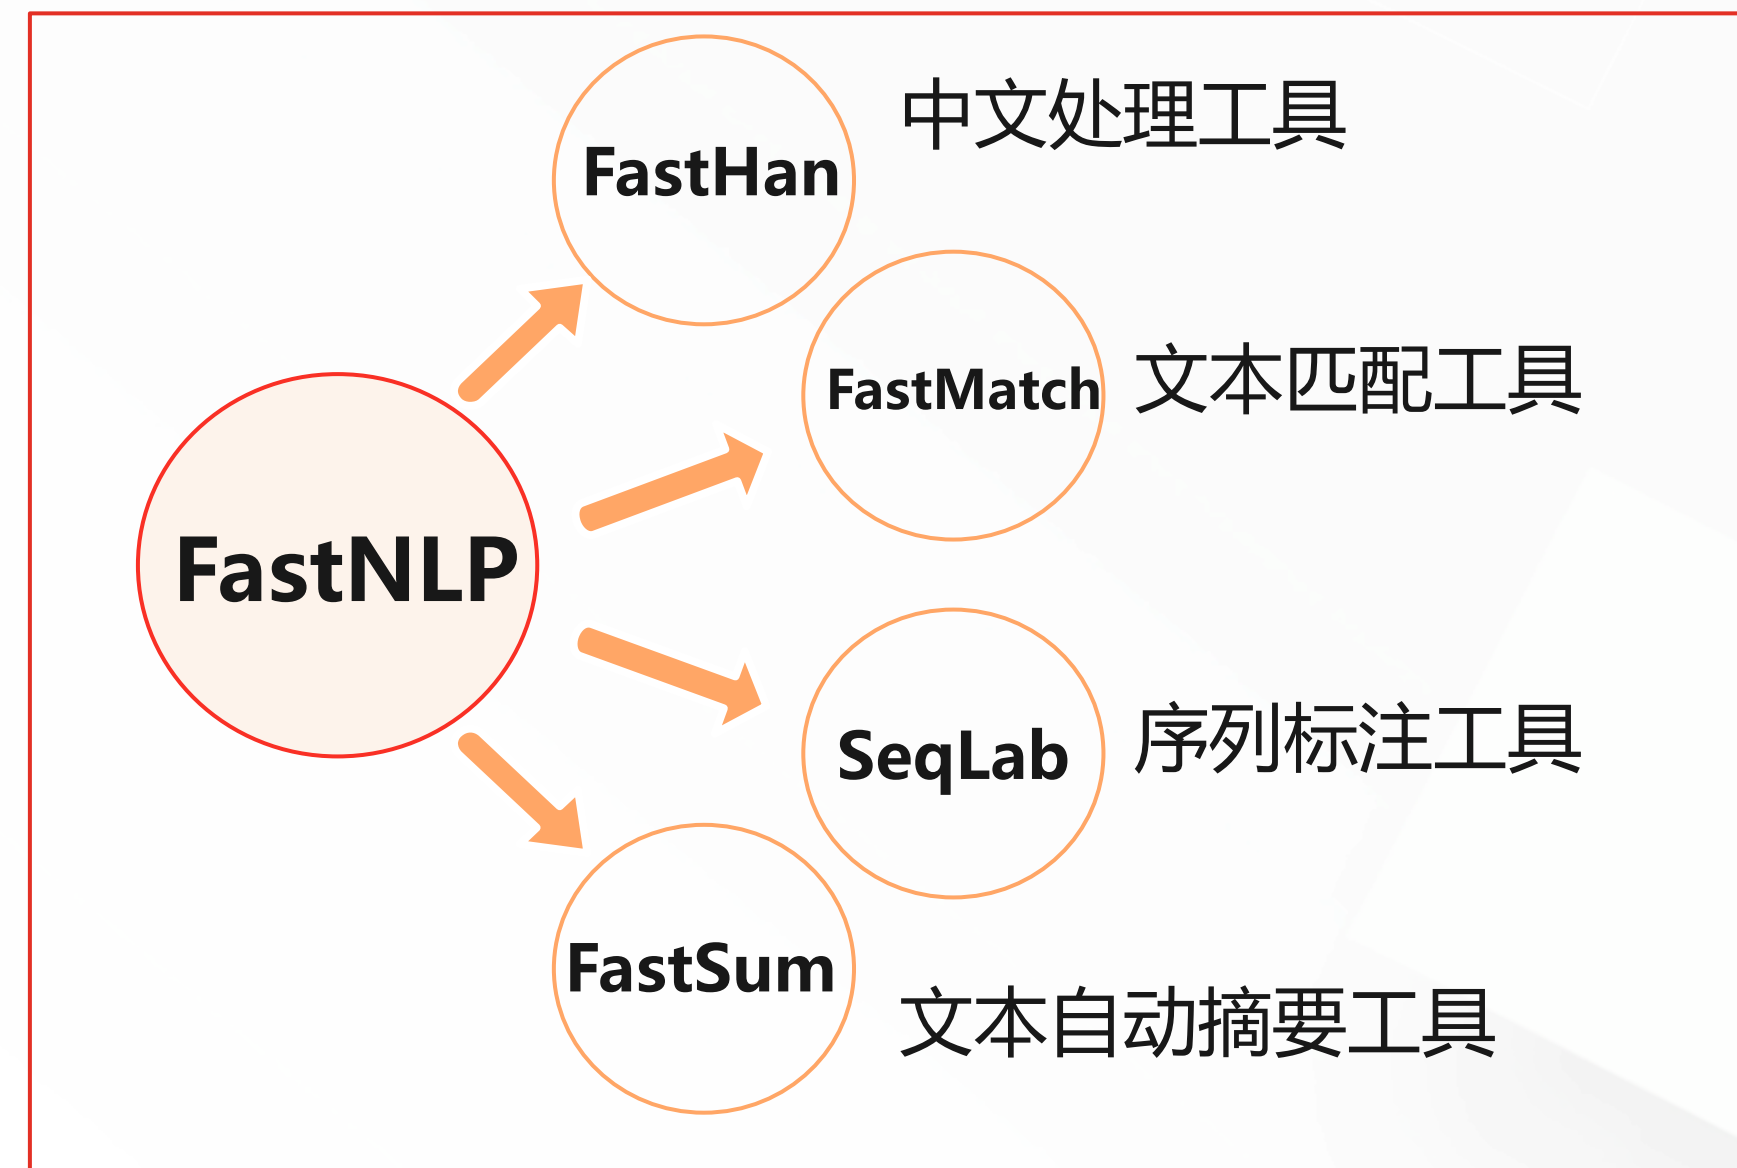 中文处理工具
FastHan
文本匹配工具
FastMatch
FastNLP
序列标注工具
SeqLab
FastSum
文本自动摘要工具